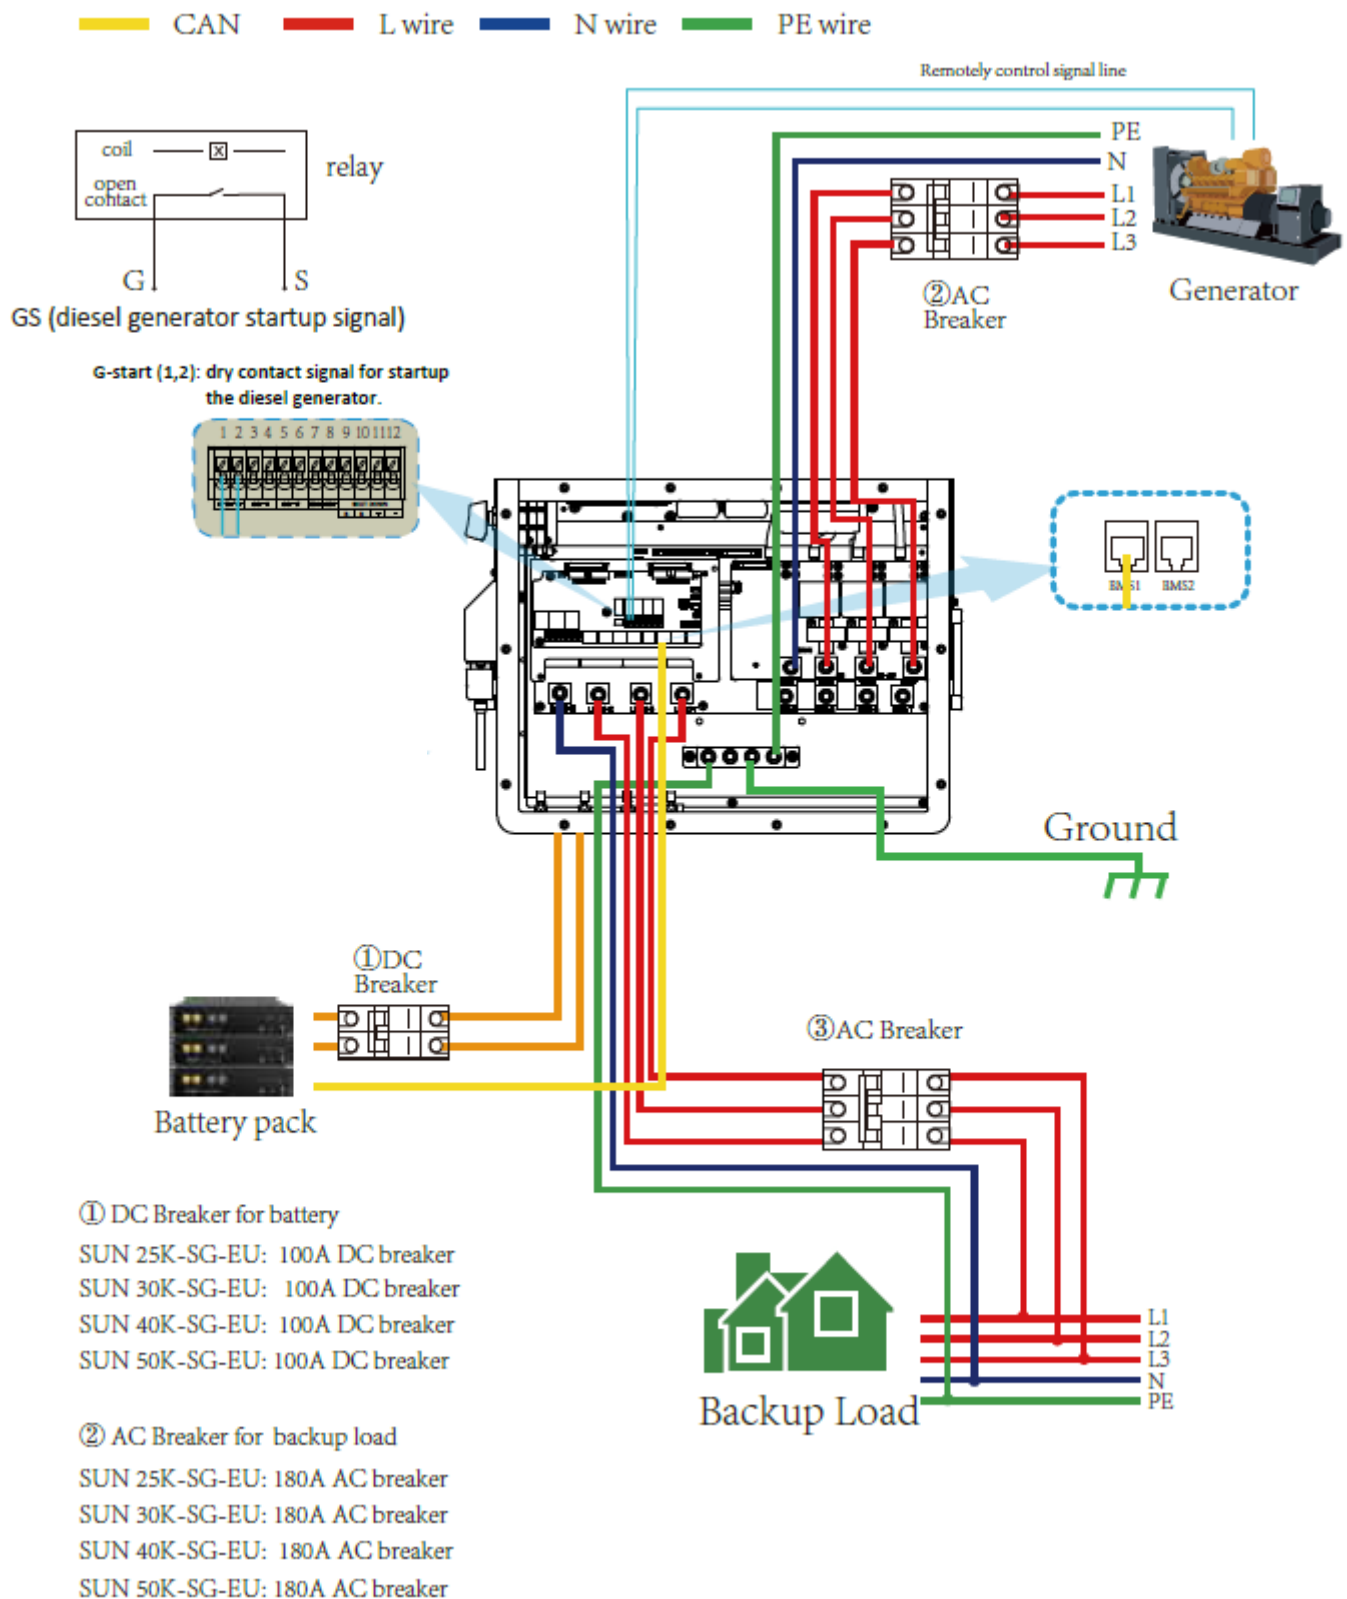 CAN L wire N wire PE wire
Remotely control signal line
PE
N
L1
L2
L3
coil
open
contact
relay
G S
GS (diesel generator startup signal)
②AC
Breaker
Generator
G-start (1,2): dry contact signal for startup
the diesel generator.
1 2 3 4 5 6 7 8 9 10 11 12
BMS1 BMS2
Ground
①DC
Breaker
Battery pack
③AC Breaker
① DC Breaker for battery
SUN 25K-SG-EU: 100A DC breaker
SUN 30K-SG-EU: 100A DC breaker
SUN 40K-SG-EU: 100A DC breaker
SUN 50K-SG-EU: 100A DC breaker
Backup Load
L1
L2
L3
N
PE
② AC Breaker for backup load
SUN 25K-SG-EU: 180A AC breaker
SUN 30K-SG-EU: 180A AC breaker
SUN 40K-SG-EU: 180A AC breaker
SUN 50K-SG-EU: 180A AC breaker